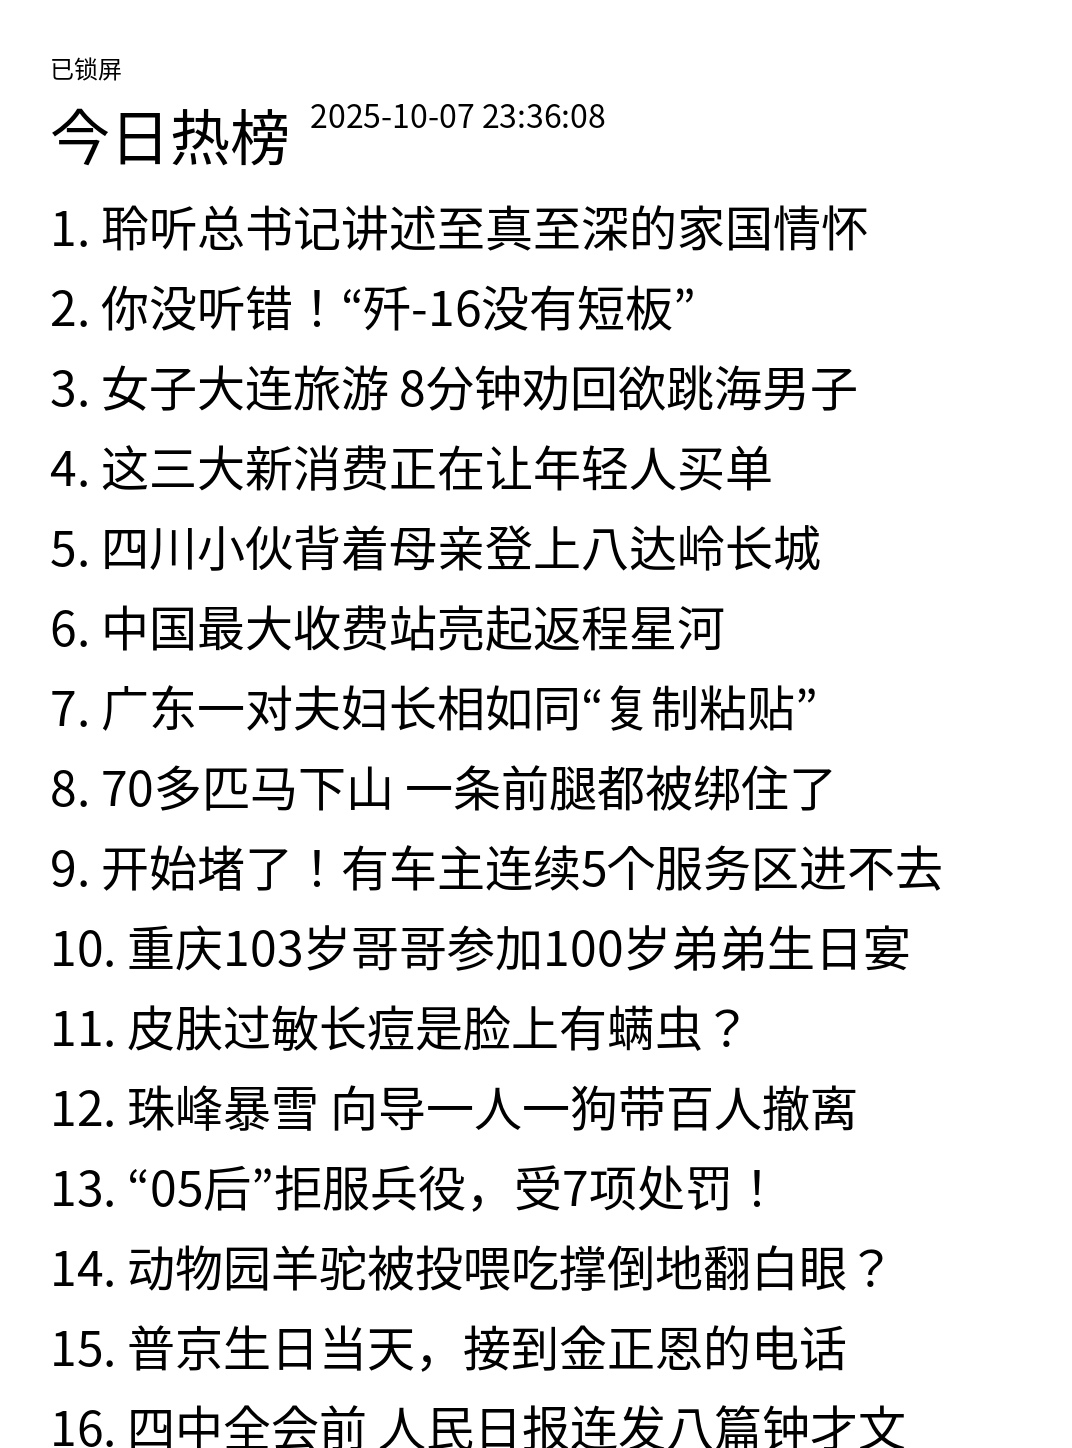 已锁屏
今日热榜 2025-10-07 23:36:08
1. 聆听总书记讲述至真至深的家国情怀
2. 你没听错！“歼-16没有短板”
3. 女子大连旅游 8分钟劝回欲跳海男子
4. 这三大新消费正在让年轻人买单
5. 四川小伙背着母亲登上八达岭长城
6. 中国最大收费站亮起返程星河
7. 广东一对夫妇长相如同“复制粘贴”
8. 70多匹马下山 一条前腿都被绑住了
9. 开始堵了！有车主连续5个服务区进不去
10. 重庆103岁哥哥参加100岁弟弟生日宴
11. 皮肤过敏长痘是脸上有螨虫？
12. 珠峰暴雪 向导一人一狗带百人撤离
13. “05后”拒服兵役，受7项处罚！
14. 动物园羊驼被投喂吃撑倒地翻白眼？
15. 普京生日当天，接到金正恩的电话
16. 四中全会前 人民日报连发八篇钟才文